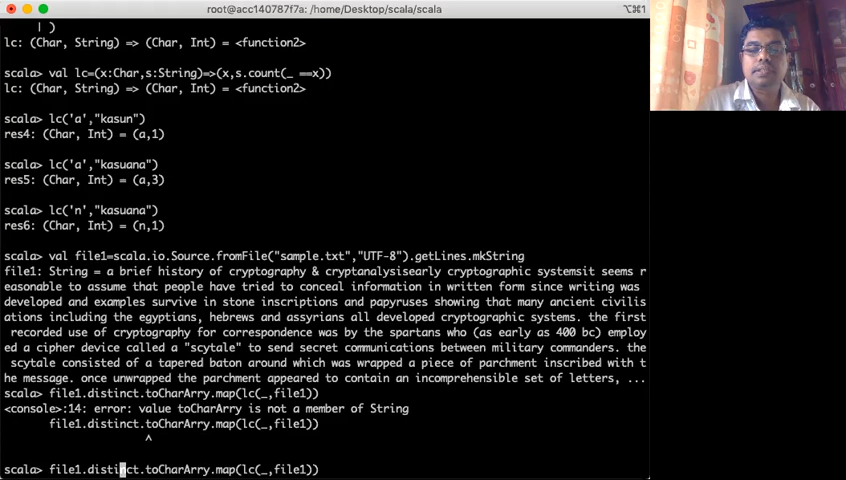 root@acc140787f7a: /home/Desktop/scala/scala
⌥⌘1
| )
lc: (Char, String) => (Char, Int) = <function2>
scala> val lc=(x:Char,s:String)=>(x,s.count(_ ==x))
lc: (Char, String) => (Char, Int) = <function2>
scala> lc('a',"kasun")
res4: (Char, Int) = (a,1)
scala> lc('a',"kasuana")
res5: (Char, Int) = (a,3)
scala> lc('n',"kasuana")
res6: (Char, Int) = (n,1)
scala> val file1=scala.io.Source.fromFile("sample.txt","UTF-8").getLines.mkString
file1: String = a brief history of cryptography & cryptanalysisearly cryptographic systemsit seems r
easonable to assume that people have tried to conceal information in written form since writing was
developed and examples survive in stone inscriptions and papyruses showing that many ancient civilis
ations including the egyptians, hebrews and assyrians all developed cryptographic systems. the first
recorded use of cryptography for correspondence was by the spartans who (as early as 400 bc) employ
ed a cipher device called a "scytale" to send secret communications between military commanders. the
scytale consisted of a tapered baton around which was wrapped a piece of parchment inscribed with t
he message. once unwrapped the parchment appeared to contain an incomprehensible set of letters, ...
scala> file1.distinct.toCharArry.map(lc(_,file1))
<console>:14: error: value toCharArry is not a member of String
file1.distinct.toCharArry.map(lc(_,file1))
^
scala> file1.distinct.toCharArry.map(lc(_,file1))